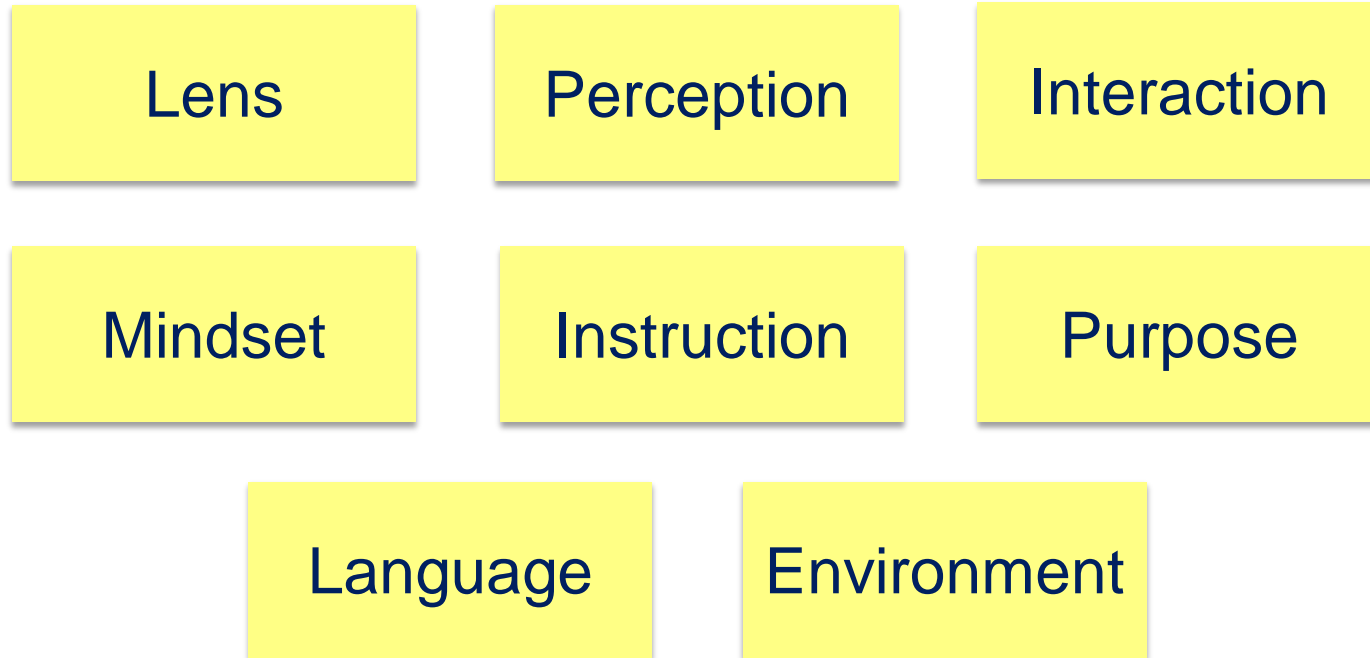 Lens
Perception
Interaction
Mindset
Instruction
Purpose
Language
Environment